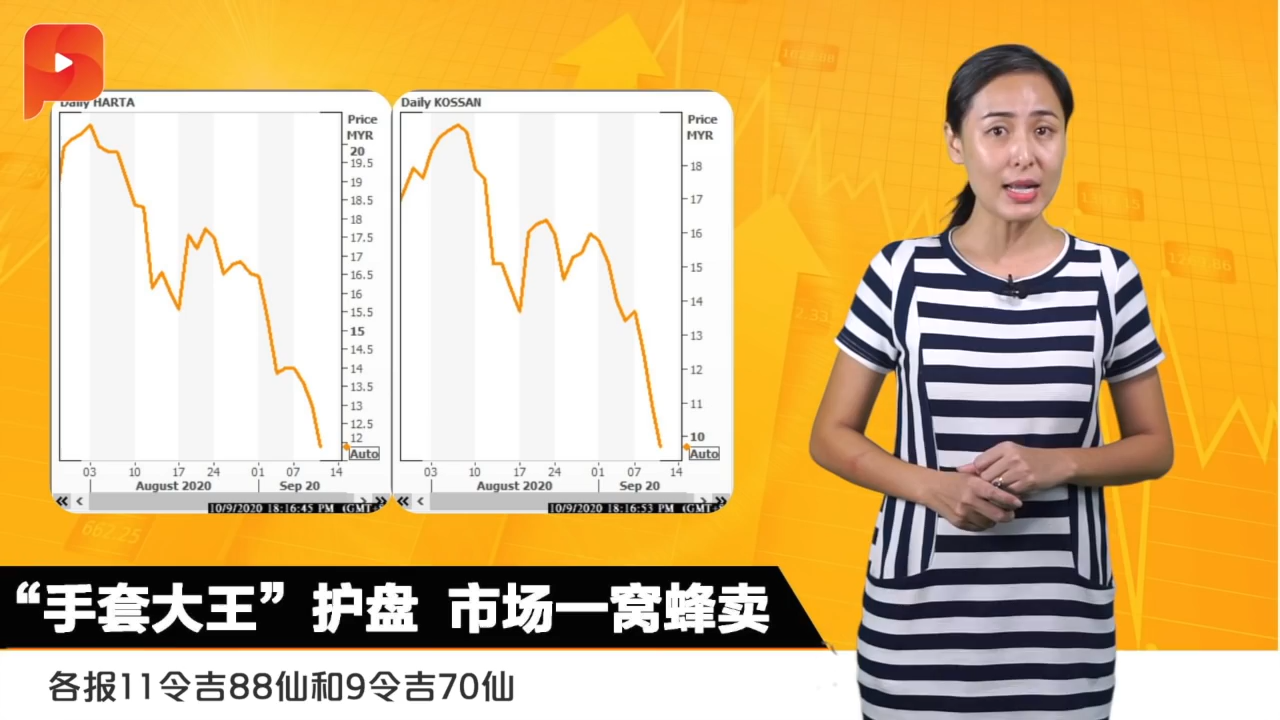 Daily HARTA
Price
MYR
20
19.5
19
18.5
18
17.5
17
16.5
16
15.5
15
14.5
14
13.5
13
12.5
12
Auto
03 10 17 24 01 07 14
August 2020 Sep 20
10/9/2020 18:16:45 PM (GMT+
Daily KOSSAN
Price
MYR
18
17
16
15
14
13
12
11
10
Auto
03 10 17 24 01 07 14
August 2020 Sep 20
10/9/2020 18:16:53 PM (GMT+
662.25
“手套大王”护盘 市场一窝蜂卖
各报11令吉88仙和9令吉70仙